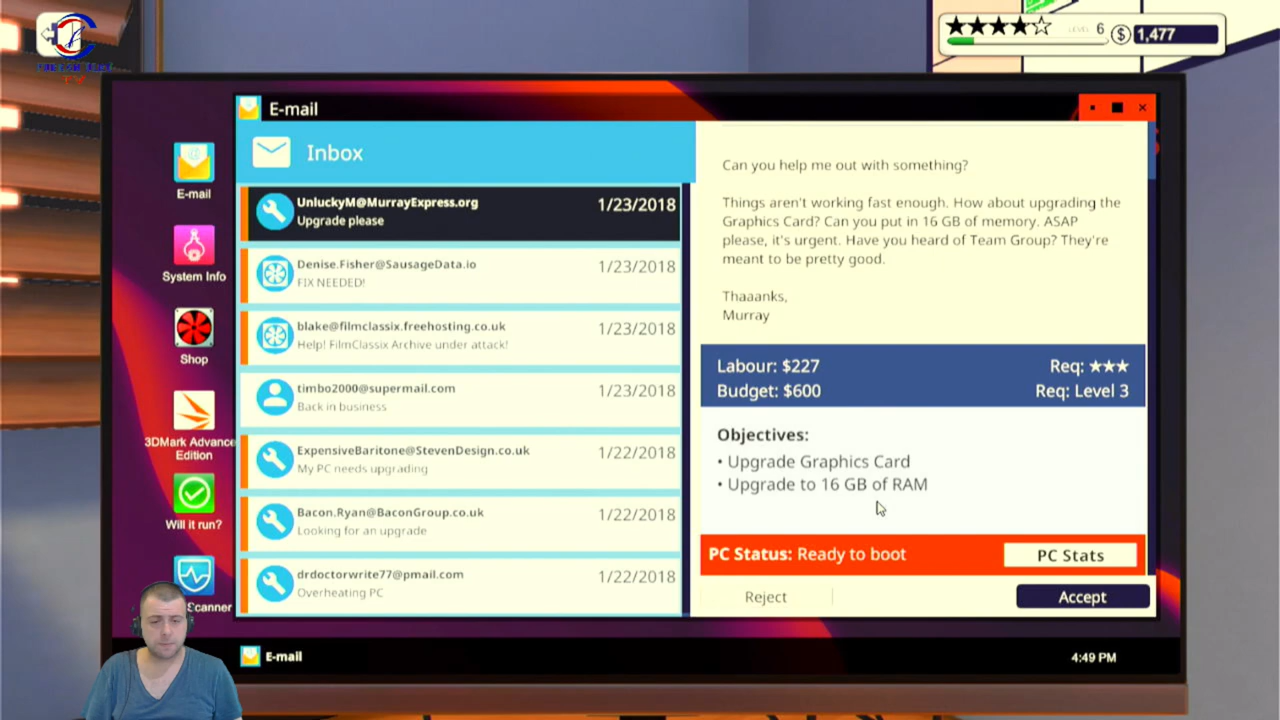 LEVEL 6
$ 1,477
E-mail
Inbox
UnluckyM@MurrayExpress.org 1/23/2018
Upgrade please
Denise.Fisher@SausageData.io 1/23/2018
FIX NEEDED!
blake@filmclassix.freehosting.co.uk 1/23/2018
Help! FilmClassix Archive under attack!
timbo2000@supermail.com 1/23/2018
Back in business
ExpensiveBaritone@StevenDesign.co.uk 1/22/2018
My PC needs upgrading
Bacon.Ryan@BaconGroup.co.uk 1/22/2018
Looking for an upgrade
drdoctorwrite77@pmail.com 1/22/2018
Overheating PC
E-mail
System Info
Shop
3DMark Advance
Edition
Will it run?
Scanner
Can you help me out with something?
Things aren't working fast enough. How about upgrading the
Graphics Card? Can you put in 16 GB of memory. ASAP
please, it's urgent. Have you heard of Team Group? They're
meant to be pretty good.
Thaaanks,
Murray
Labour: $227 Req: ★★★
Budget: $600 Req: Level 3
Objectives:
• Upgrade Graphics Card
• Upgrade to 16 GB of RAM
PC Status: Ready to boot PC Stats
Reject Accept
E-mail 4:49 PM